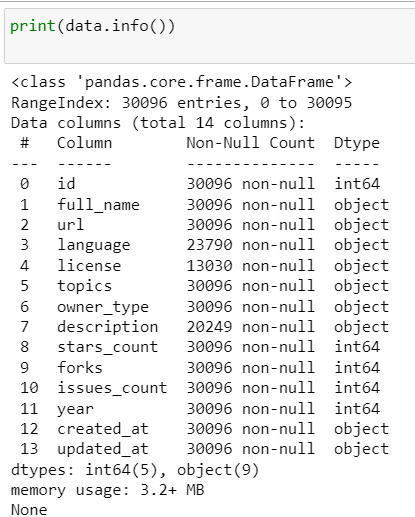 print(data.info())
<class 'pandas.core.frame.DataFrame'>
RangeIndex: 30096 entries, 0 to 30095
Data columns (total 14 columns):
 #   Column        Non-Null Count  Dtype
---  ------        --------------  -----
 0   id            30096 non-null  int64
 1   full_name     30096 non-null  object
 2   url           30096 non-null  object
 3   language      23790 non-null  object
 4   license       13030 non-null  object
 5   topics        30096 non-null  object
 6   owner_type    30096 non-null  object
 7   description   20249 non-null  object
 8   stars_count   30096 non-null  int64
 9   forks         30096 non-null  int64
 10  issues_count  30096 non-null  int64
 11  year          30096 non-null  int64
 12  created_at    30096 non-null  object
 13  updated_at    30096 non-null  object
dtypes: int64(5), object(9)
memory usage: 3.2+ MB
None